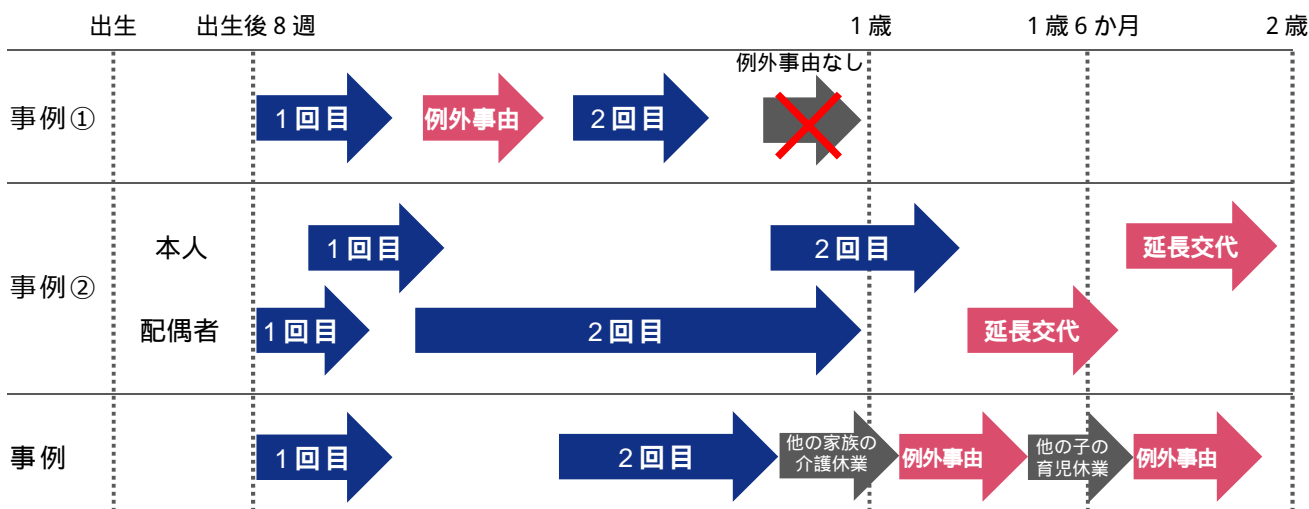 出生 出生後8週 1歳 1歳6か月 2歳
例外事由なし
事例① 1回目 例外事由 2回目
本人 1回目 2回目 延長交代
事例②
配偶者 1回目 2回目 延長交代
事例 1回目 2回目 他の家族の 例外事由 他の子の 例外事由
介護休業 育児休業